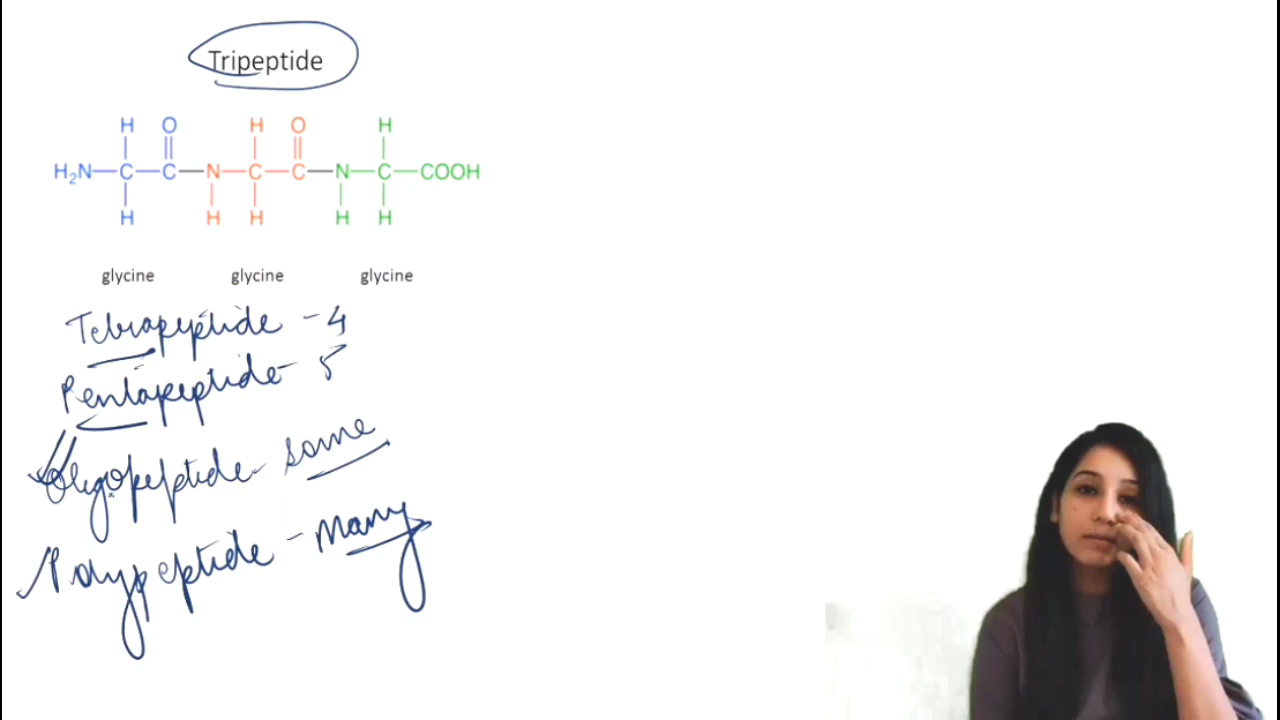 Tripeptide
H O H O H
H₂N—C—C—N—C—C—N—C—COOH
H H H H H
glycine glycine glycine
Tetrapeptide - 4
Pentapeptide - 5
Oligopeptide - some
Polypeptide - Many